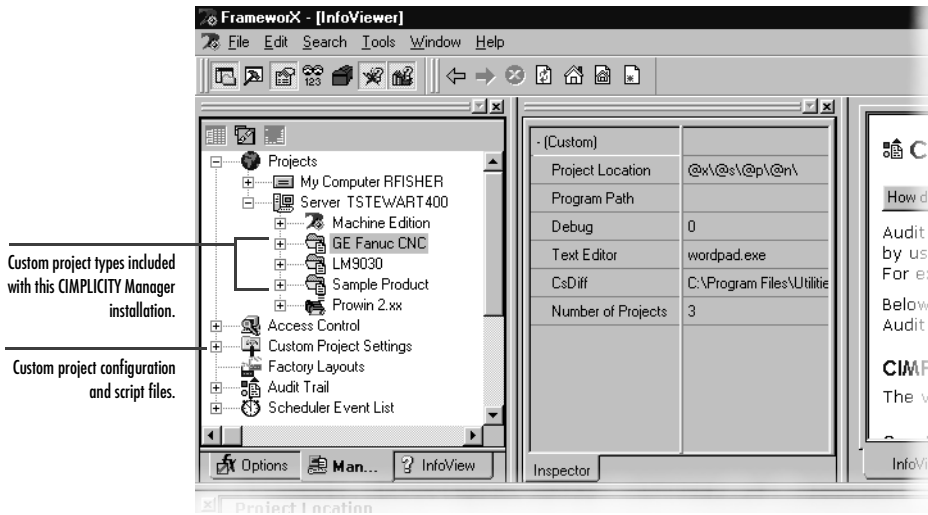 FrameworX - [InfoViewer]
File Edit Search Tools Window Help
123
Projects
My Computer RFISHER
Server TSTEWART400
Machine Edition
GE Fanuc CNC
LM9030
Sample Product
Prowin 2.xx
Access Control
Custom Project Settings
Factory Layouts
Audit Trail
Scheduler Event List
Options Man... InfoView
Custom project types included
with this CIMPLICITY Manager
installation.
Custom project configuration
and script files.
- (Custom)
Project Location @x\@s\@p\@n\
Program Path
Debug 0
Text Editor wordpad.exe
CsDiff C:\Program Files\Utilitie
Number of Projects 3
Inspector
C
How d
Audit
by us
For e
Below
Audit
CIMP
The v
InfoVi
Project Location